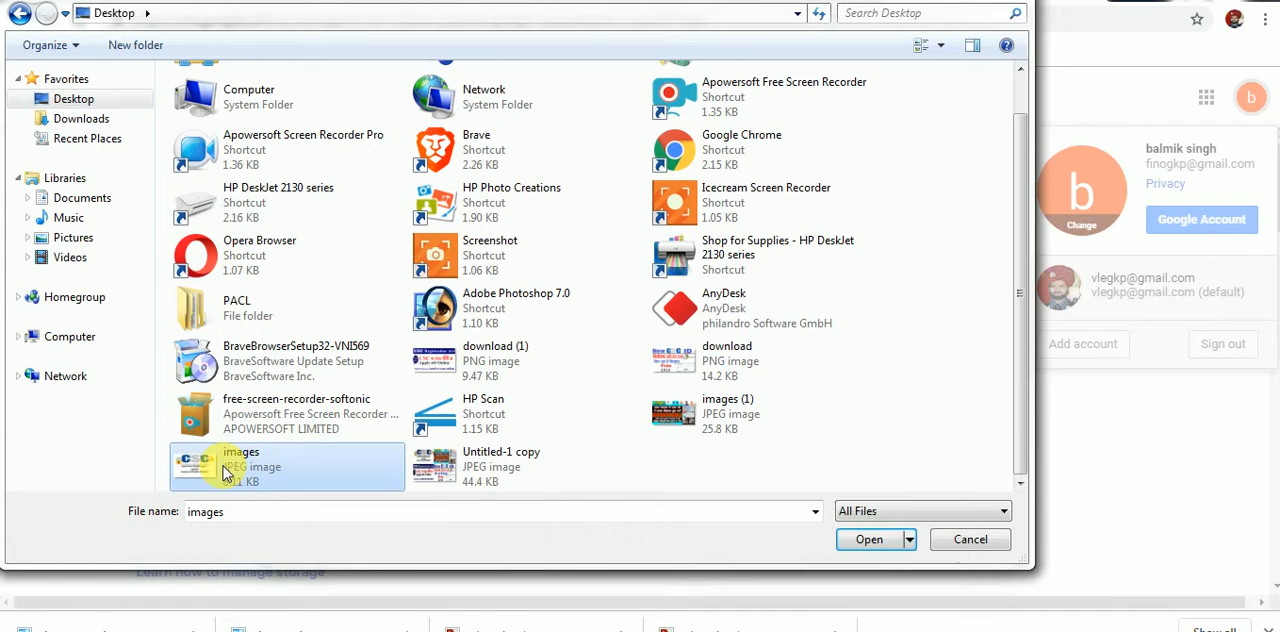 Desktop
Search Desktop
Organize
New folder
Favorites
Desktop
Downloads
Recent Places
Libraries
Documents
Music
Pictures
Videos
Homegroup
Computer
Network
Computer
System Folder
Network
System Folder
Apowersoft Free Screen Recorder
Shortcut
1.35 KB
Apowersoft Screen Recorder Pro
Shortcut
1.36 KB
Brave
Shortcut
2.26 KB
Google Chrome
Shortcut
2.15 KB
HP DeskJet 2130 series
Shortcut
2.16 KB
HP Photo Creations
Shortcut
1.90 KB
Icecream Screen Recorder
Shortcut
1.05 KB
Opera Browser
Shortcut
1.07 KB
Screenshot
Shortcut
1.06 KB
Shop for Supplies - HP DeskJet
2130 series
Shortcut
PACL
File folder
Adobe Photoshop 7.0
Shortcut
1.10 KB
AnyDesk
AnyDesk
philandro Software GmbH
BraveBrowserSetup32-VNI569
BraveSoftware Update Setup
BraveSoftware Inc.
download (1)
PNG image
9.47 KB
download
PNG image
14.2 KB
free-screen-recorder-softonic
Apowersoft Free Screen Recorder ...
APOWERSOFT LIMITED
HP Scan
Shortcut
1.15 KB
images (1)
JPEG image
25.8 KB
images
JPEG image
KB
Untitled-1 copy
JPEG image
44.4 KB
File name:
images
All Files
Open
Cancel
b
b
Change
balmik singh
finogkp@gmail.com
Privacy
Google Account
vlegkp@gmail.com
vlegkp@gmail.com (default)
Add account
Sign out
Learn how to manage storage
Show all